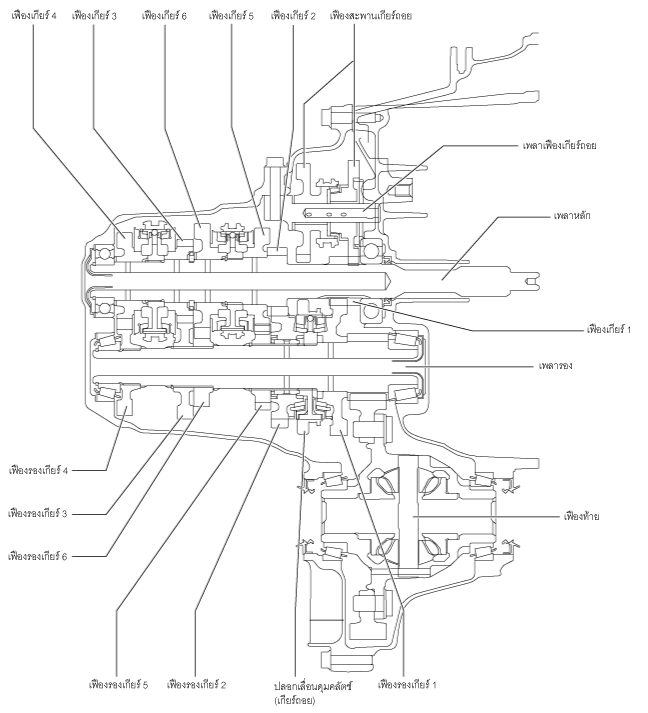 เฟืองเกียร์ 4
เฟืองเกียร์ 3
เฟืองเกียร์ 6
เฟืองเกียร์ 5
เฟืองเกียร์ 2
เฟืองสะพานเกียร์ถอย
เพลาเฟืองเกียร์ถอย
เพลาหลัก
เฟืองเกียร์ 1
เพลารอง
เฟืองรองเกียร์ 4
เฟืองรองเกียร์ 3
เฟืองท้าย
เฟืองรองเกียร์ 6
เฟืองรองเกียร์ 5
เฟืองรองเกียร์ 2
ปลอกเลื่อนดุมคลัตช์
(เกียร์ถอย)
เฟืองรองเกียร์ 1